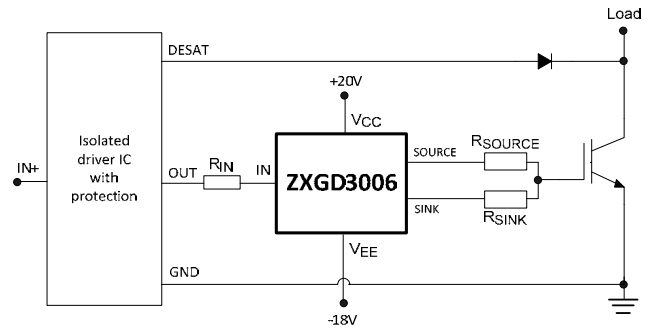 Load
DESAT
+20V
VCC
Isolated
driver IC
with
protection
IN+
OUT
RIN
IN
ZXGD3006
SOURCE
RSOURCE
SINK
RSINK
VEE
GND
-18V